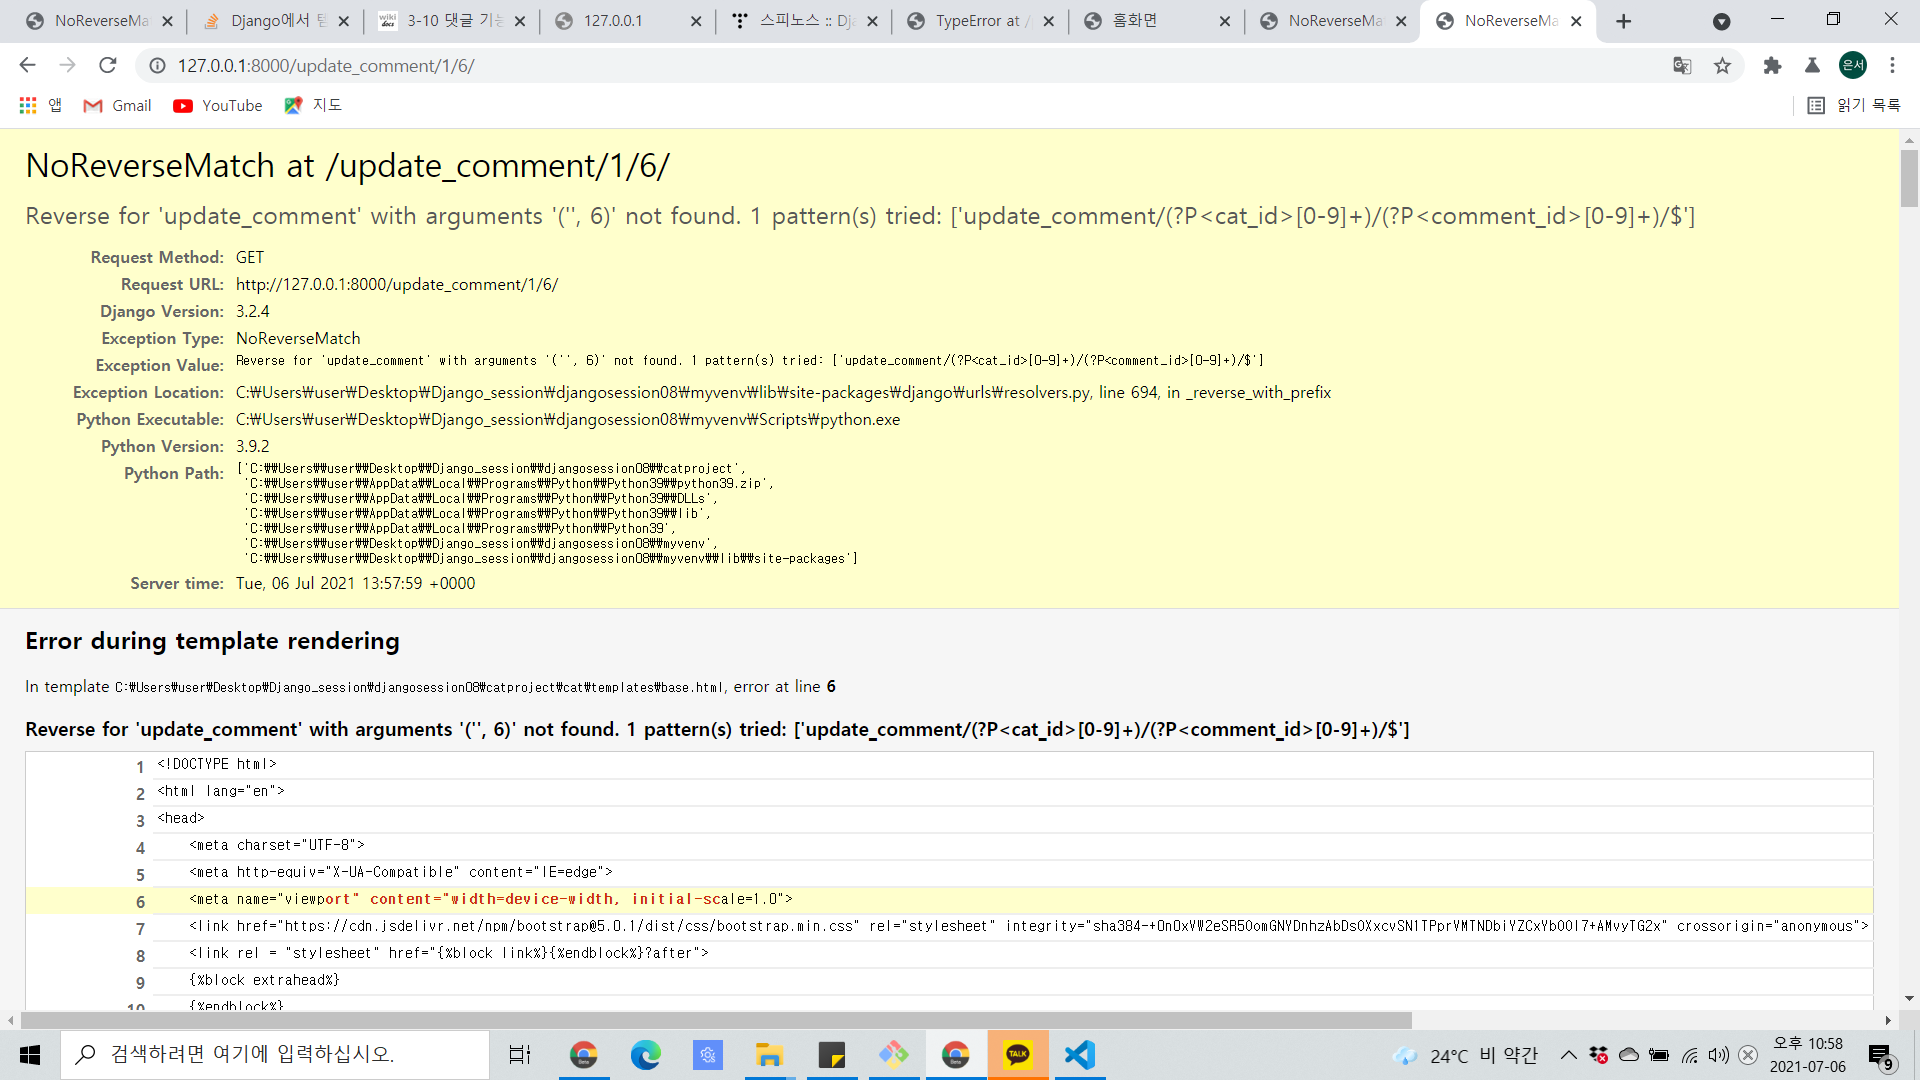 NoReverseMa
Django에서 탬
3-10 댓글 기능
127.0.0.1
스피노스 :: Dja
TypeError at /
홈화면
NoReverseMa
NoReverseMa
127.0.0.1:8000/update_comment/1/6/
은서
앱
Gmail
YouTube
지도
읽기 목록
NoReverseMatch at /update_comment/1/6/
Reverse for 'update_comment' with arguments '('', 6)' not found. 1 pattern(s) tried: ['update_comment/(?P<cat_id>[0-9]+)/(?P<comment_id>[0-9]+)/$']
Request Method: GET
Request URL: http://127.0.0.1:8000/update_comment/1/6/
Django Version: 3.2.4
Exception Type: NoReverseMatch
Exception Value: Reverse for 'update_comment' with arguments '('', 6)' not found. 1 pattern(s) tried: ['update_comment/(?P<cat_id>[0-9]+)/(?P<comment_id>[0-9]+)/$']
Exception Location: C:₩Users₩user₩Desktop₩Django_session₩djangosession08₩myvenv₩lib₩site-packages₩django₩urls₩resolvers.py, line 694, in _reverse_with_prefix
Python Executable: C:₩Users₩user₩Desktop₩Django_session₩djangosession08₩myvenv₩Scripts₩python.exe
Python Version: 3.9.2
Python Path: ['C:₩₩Users₩₩user₩₩Desktop₩₩Django_session₩₩djangosession08₩₩catproject',
'C:₩₩Users₩₩user₩₩AppData₩₩Local₩₩Programs₩₩Python₩₩Python39₩₩python39.zip',
'C:₩₩Users₩₩user₩₩AppData₩₩Local₩₩Programs₩₩Python₩₩Python39₩₩DLLs',
'C:₩₩Users₩₩user₩₩AppData₩₩Local₩₩Programs₩₩Python₩₩Python39₩₩lib',
'C:₩₩Users₩₩user₩₩AppData₩₩Local₩₩Programs₩₩Python₩₩Python39',
'C:₩₩Users₩₩user₩₩Desktop₩₩Django_session₩₩djangosession08₩₩myvenv',
'C:₩₩Users₩₩user₩₩Desktop₩₩Django_session₩₩djangosession08₩₩myvenv₩₩lib₩₩site-packages']
Server time: Tue, 06 Jul 2021 13:57:59 +0000
Error during template rendering
In template C:₩Users₩user₩Desktop₩Django_session₩djangosession08₩catproject₩cat₩templates₩base.html, error at line 6
Reverse for 'update_comment' with arguments '('', 6)' not found. 1 pattern(s) tried: ['update_comment/(?P<cat_id>[0-9]+)/(?P<comment_id>[0-9]+)/$']
1 <!DOCTYPE html>
2 <html lang="en">
3 <head>
4 <meta charset="UTF-8">
5 <meta http-equiv="X-UA-Compatible" content="IE=edge">
6 <meta name="viewport" content="width=device-width, initial-scale=1.0">
7 <link href="https://cdn.jsdelivr.net/npm/bootstrap@5.0.1/dist/css/bootstrap.min.css" rel="stylesheet" integrity="sha384-+0n0xVW2eSR5OomGNYDnhzAbDsOXxcvSN1TPprVMTNDbiYZCxYbOOl7+AMvyTG2x" crossorigin="anonymous">
8 <link rel = "stylesheet" href="{%block link%}{%endblock%}?after">
9 {%block extrahead%}
10 {%endblock%}
검색하려면 여기에 입력하십시오.
TALK
24°C 비 약간
오후 10:58
2021-07-06
9